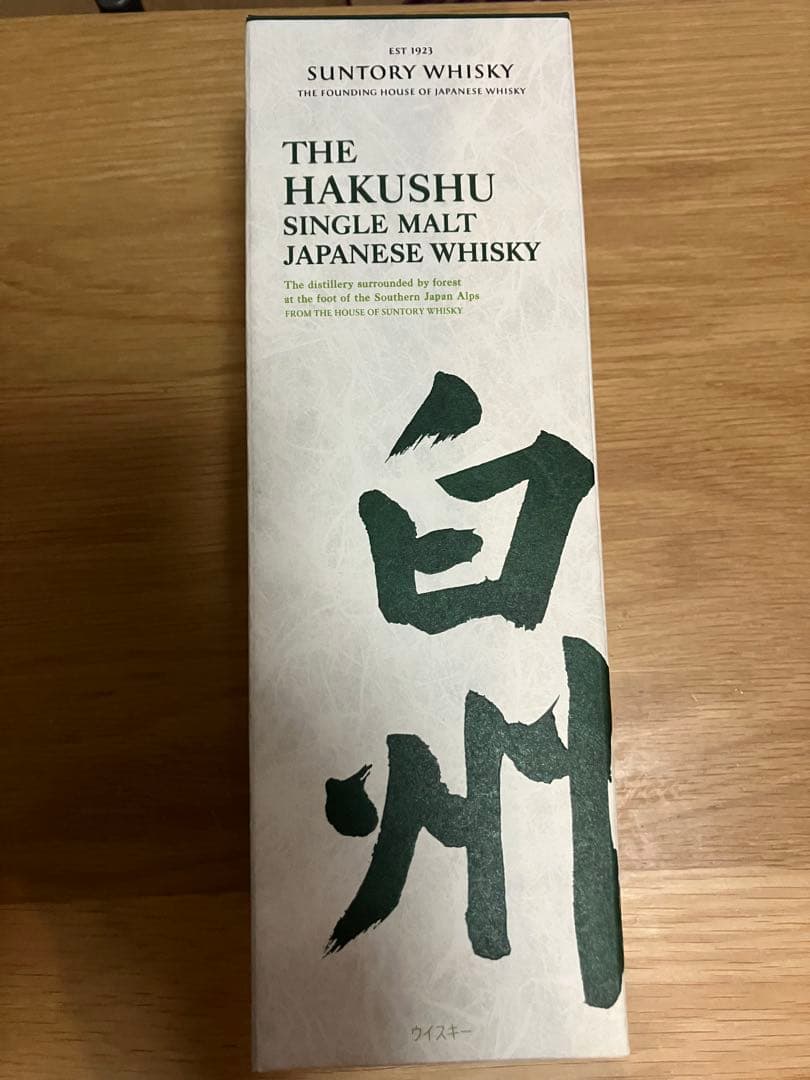 EST 1923
SUNTORY WHISKY
THE FOUNDING HOUSE OF JAPANESE WHISKY
THE
HAKUSHU
SINGLE MALT
JAPANESE WHISKY
The distillery surrounded by forest
at the foot of the Southern Japan Alps
FROM THE HOUSE OF SUNTORY WHISKY
白州
ウイスキー